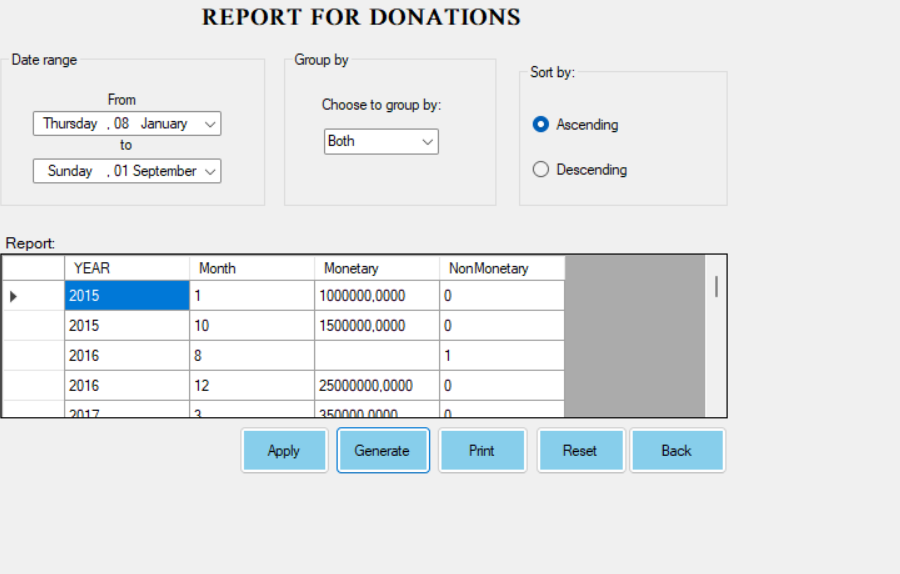 REPORT FOR DONATIONS
Date range
From
Thursday , 08 January
to
Sunday , 01 September
Group by
Choose to group by:
Both
Sort by:
Ascending
Descending
Report:
YEAR Month Monetary NonMonetary
2015 1 1000000,0000 0
2015 10 1500000,0000 0
2016 8 1
2016 12 25000000,0000 0
2017 3 350000,0000 0
Apply Generate Print Reset Back